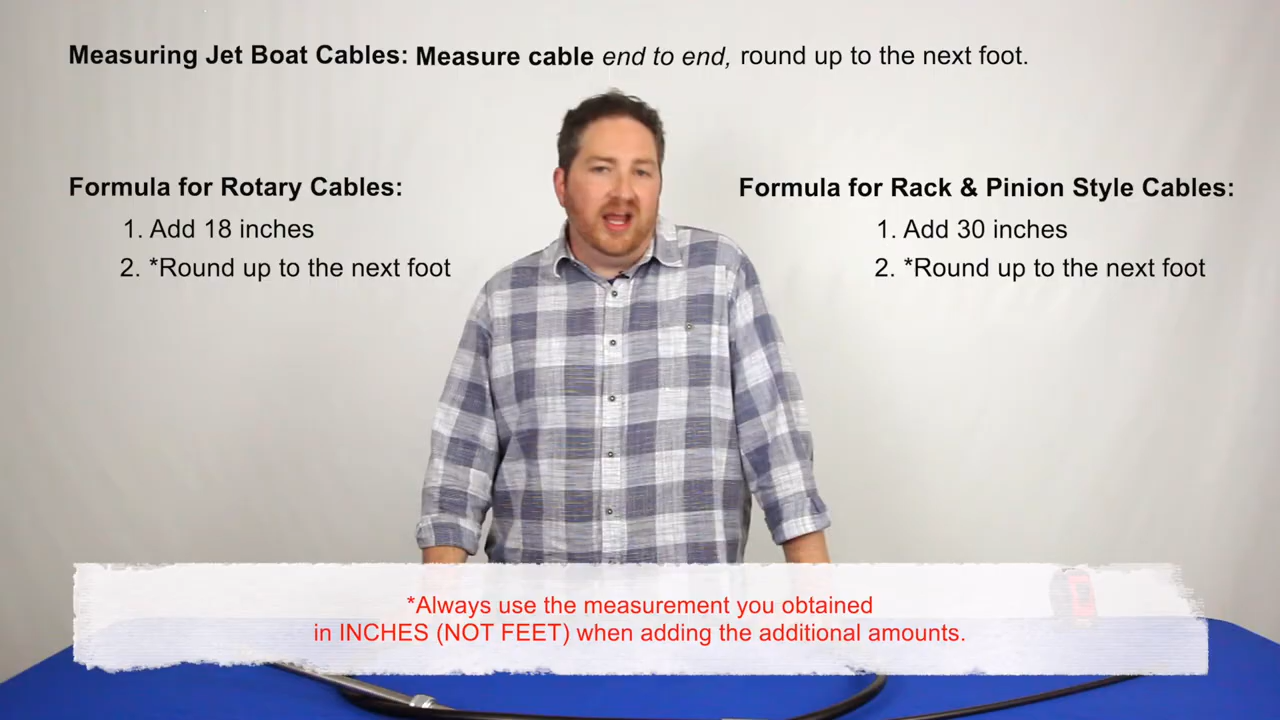 Measuring Jet Boat Cables: Measure cable end to end, round up to the next foot.
Formula for Rotary Cables:
1. Add 18 inches
2. *Round up to the next foot
Formula for Rack & Pinion Style Cables:
1. Add 30 inches
2. *Round up to the next foot
*Always use the measurement you obtained
in INCHES (NOT FEET) when adding the additional amounts.